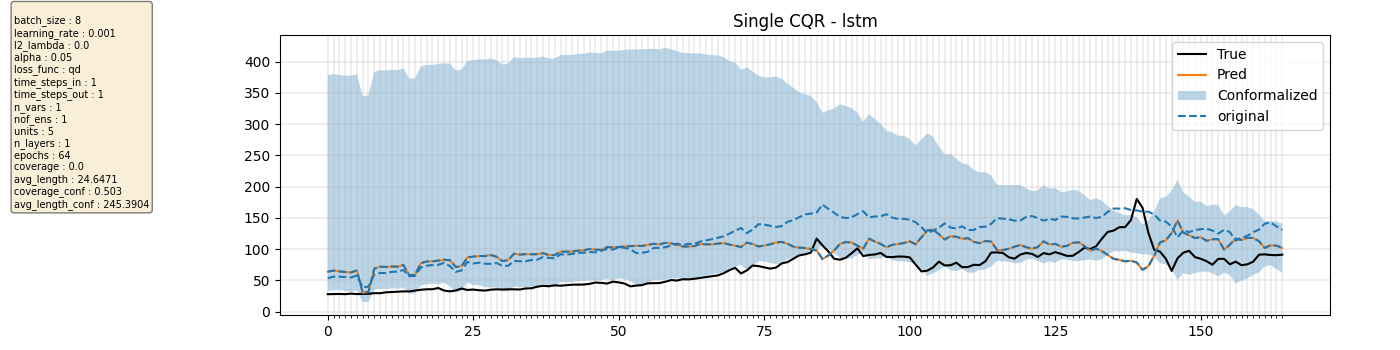 batch_size : 8
learning_rate : 0.001
l2_lambda : 0.0
alpha : 0.05
loss_func : qd
time_steps_in : 1
time_steps_out : 1
n_vars : 1
nof_ens : 1
units : 5
n_layers : 1
epochs : 64
coverage : 0.0
avg_length : 24.6471
coverage_conf : 0.503
avg_length_conf : 245.3904
Single CQR - lstm
400
350
300
250
200
150
100
50
0
0 25 50 75 100 125 150
True
Pred
Conformalized
original